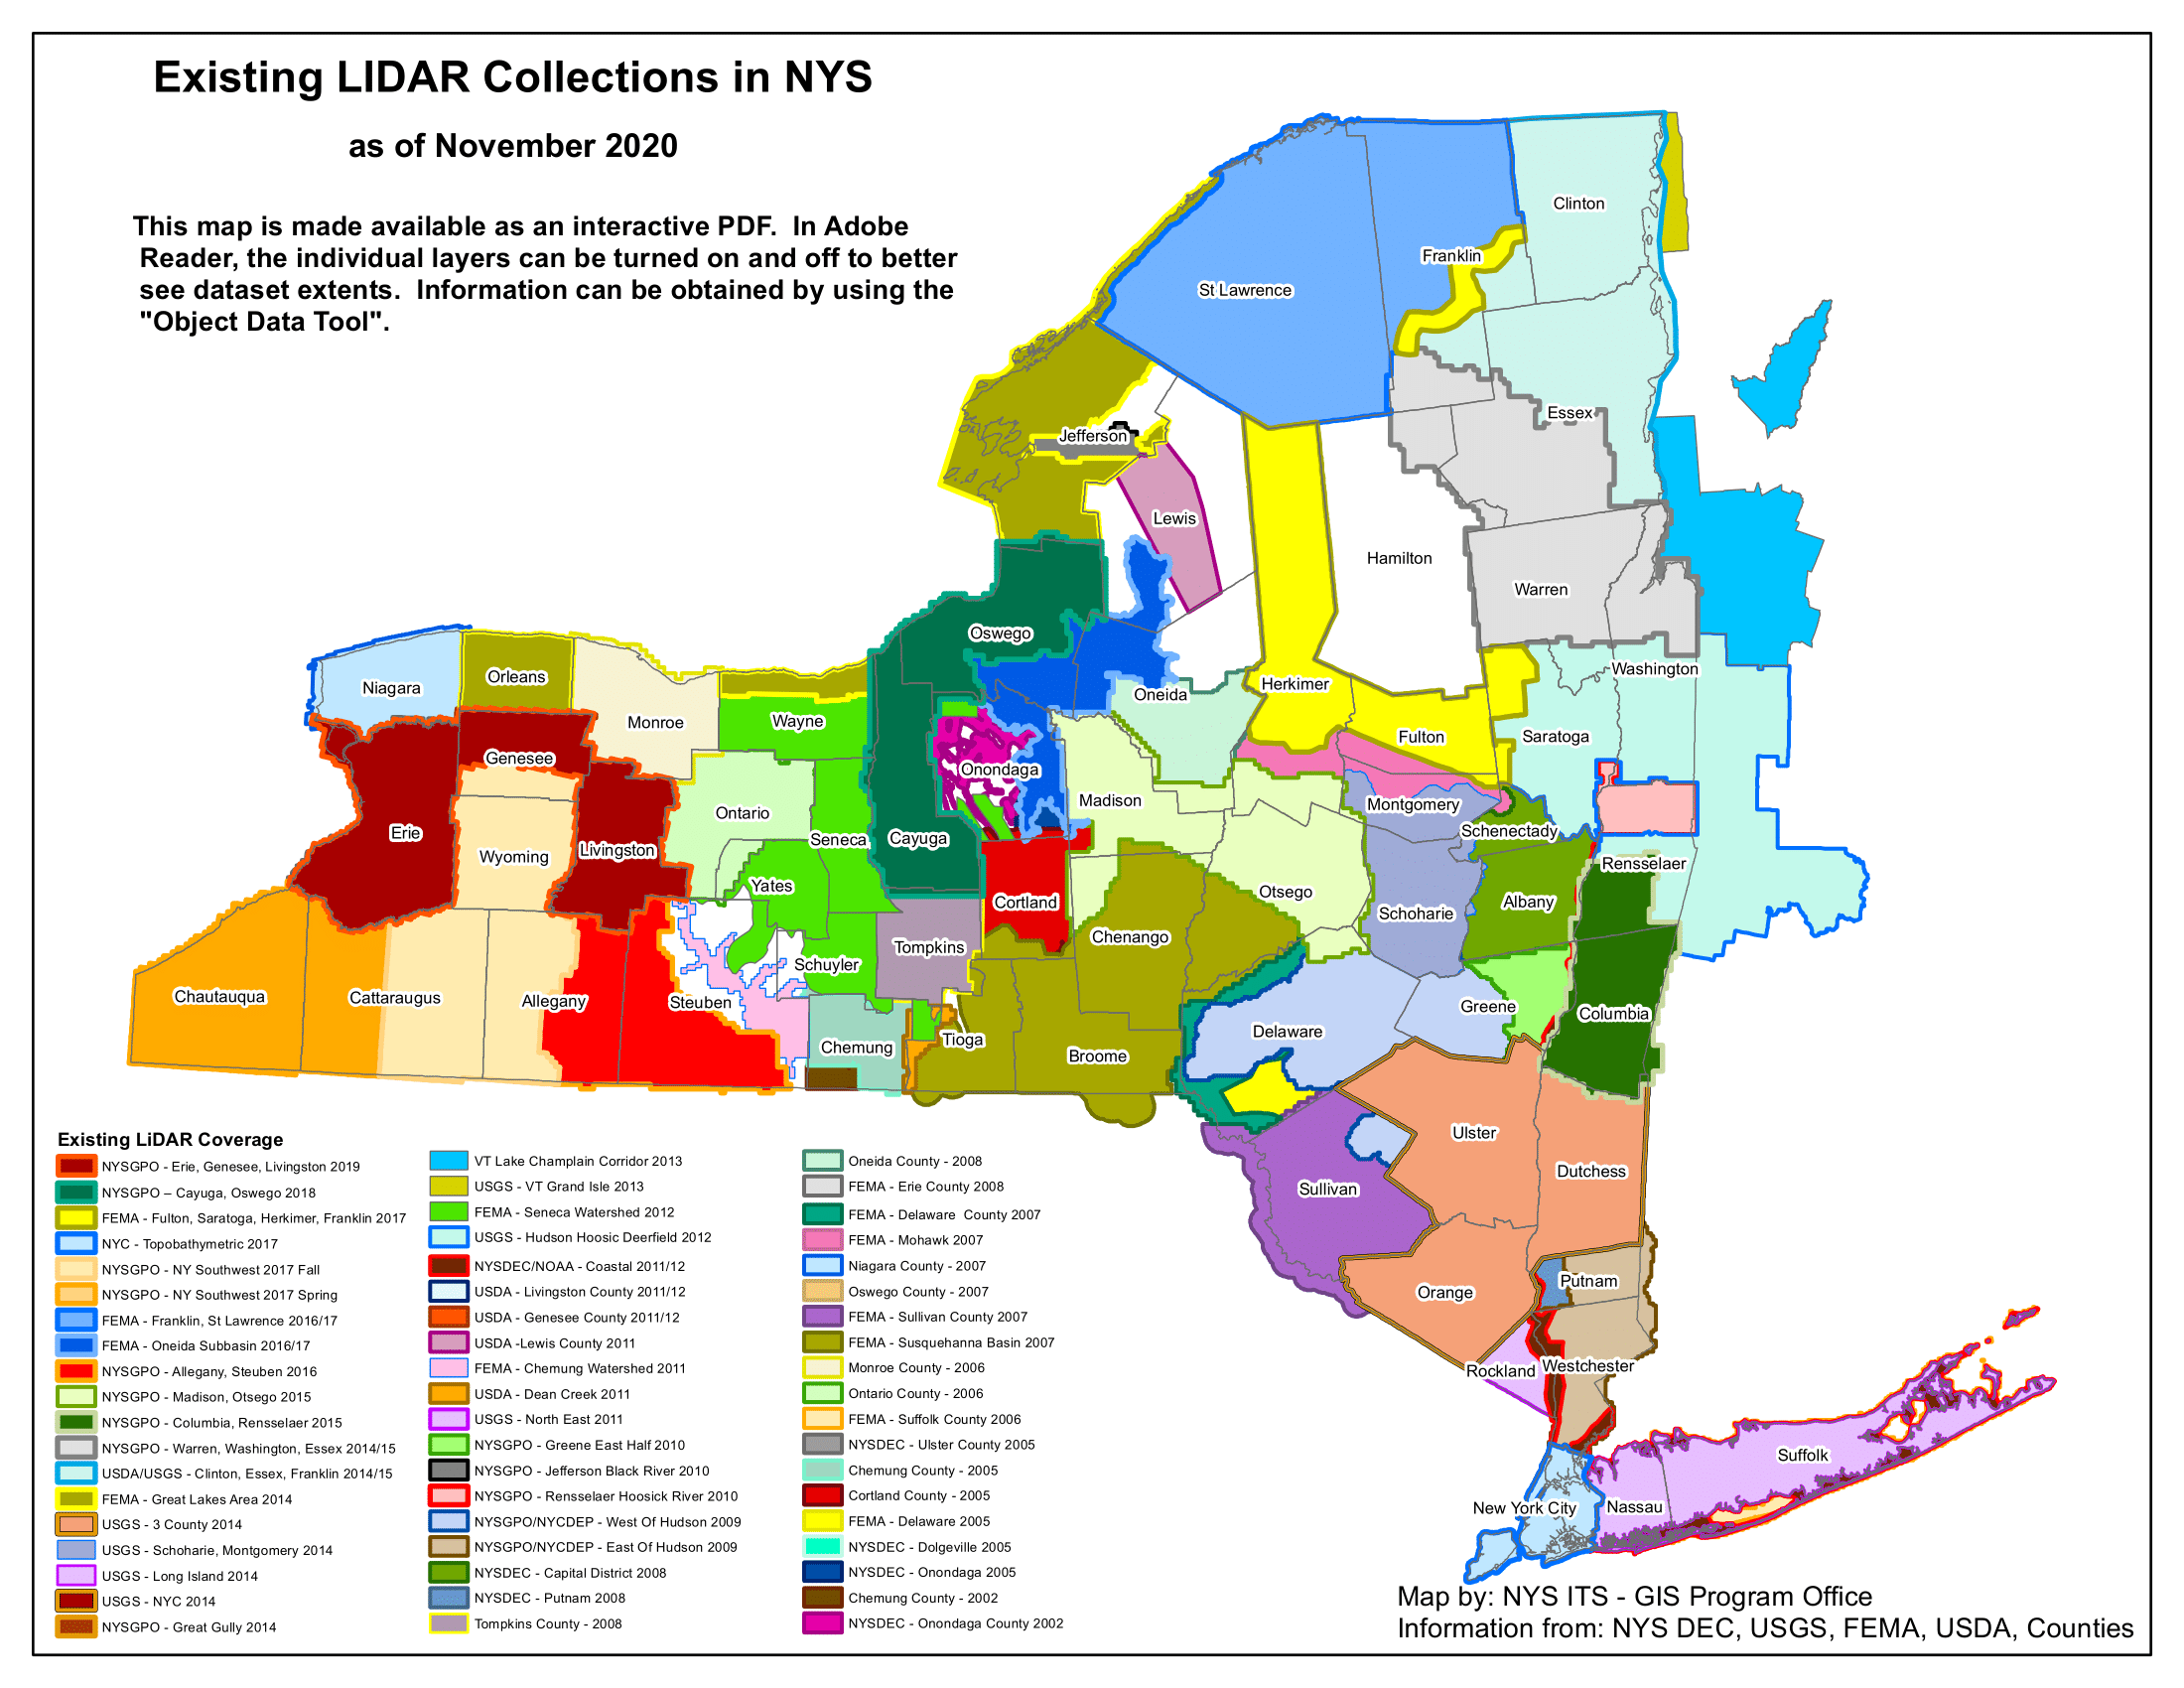 Existing LIDAR Collections in NYS
as of November 2020
This map is made available as an interactive PDF. In Adobe
Reader, the individual layers can be turned on and off to better
see dataset extents. Information can be obtained by using the
"Object Data Tool".
Clinton
Franklin
St Lawrence
Essex
Jefferson
Lewis
Hamilton
Warren
Oswego
Washington
Niagara
Orleans
Oneida
Herkimer
Monroe
Wayne
Fulton
Saratoga
Genesee
Onondaga
Madison
Montgomery
Ontario
Erie
Seneca
Cayuga
Schenectady
Wyoming
Livingston
Rensselaer
Yates
Otsego
Cortland
Albany
Schoharie
Chenango
Tompkins
Schuyler
Chautauqua
Cattaraugus
Allegany
Steuben
Greene
Columbia
Delaware
Tioga
Chemung
Broome
Ulster
Dutchess
Sullivan
Putnam
Orange
Rockland
Westchester
Suffolk
New York City
Nassau
Existing LiDAR Coverage
NYSGPO - Erie, Genesee, Livingston 2019
NYSGPO – Cayuga, Oswego 2018
FEMA - Fulton, Saratoga, Herkimer, Franklin 2017
NYC - Topobathymetric 2017
NYSGPO - NY Southwest 2017 Fall
NYSGPO - NY Southwest 2017 Spring
FEMA - Franklin, St Lawrence 2016/17
FEMA - Oneida Subbasin 2016/17
NYSGPO - Allegany, Steuben 2016
NYSGPO - Madison, Otsego 2015
NYSGPO - Columbia, Rensselaer 2015
NYSGPO - Warren, Washington, Essex 2014/15
USDA/USGS - Clinton, Essex, Franklin 2014/15
FEMA - Great Lakes Area 2014
USGS - 3 County 2014
USGS - Schoharie, Montgomery 2014
USGS - Long Island 2014
USGS - NYC 2014
NYSGPO - Great Gully 2014
VT Lake Champlain Corridor 2013
USGS - VT Grand Isle 2013
FEMA - Seneca Watershed 2012
USGS - Hudson Hoosic Deerfield 2012
NYSDEC/NOAA - Coastal 2011/12
USDA - Livingston County 2011/12
USDA - Genesee County 2011/12
USDA -Lewis County 2011
FEMA - Chemung Watershed 2011
USDA - Dean Creek 2011
USGS - North East 2011
NYSGPO - Greene East Half 2010
NYSGPO - Jefferson Black River 2010
NYSGPO - Rensselaer Hoosick River 2010
NYSGPO/NYCDEP - West Of Hudson 2009
NYSGPO/NYCDEP - East Of Hudson 2009
NYSDEC - Capital District 2008
NYSDEC - Putnam 2008
Tompkins County - 2008
Oneida County - 2008
FEMA - Erie County 2008
FEMA - Delaware County 2007
FEMA - Mohawk 2007
Niagara County - 2007
Oswego County - 2007
FEMA - Sullivan County 2007
FEMA - Susquehanna Basin 2007
Monroe County - 2006
Ontario County - 2006
FEMA - Suffolk County 2006
NYSDEC - Ulster County 2005
Chemung County - 2005
Cortland County - 2005
FEMA - Delaware 2005
NYSDEC - Dolgeville 2005
NYSDEC - Onondaga 2005
Chemung County - 2002
NYSDEC - Onondaga County 2002
Map by: NYS ITS - GIS Program Office
Information from: NYS DEC, USGS, FEMA, USDA, Counties